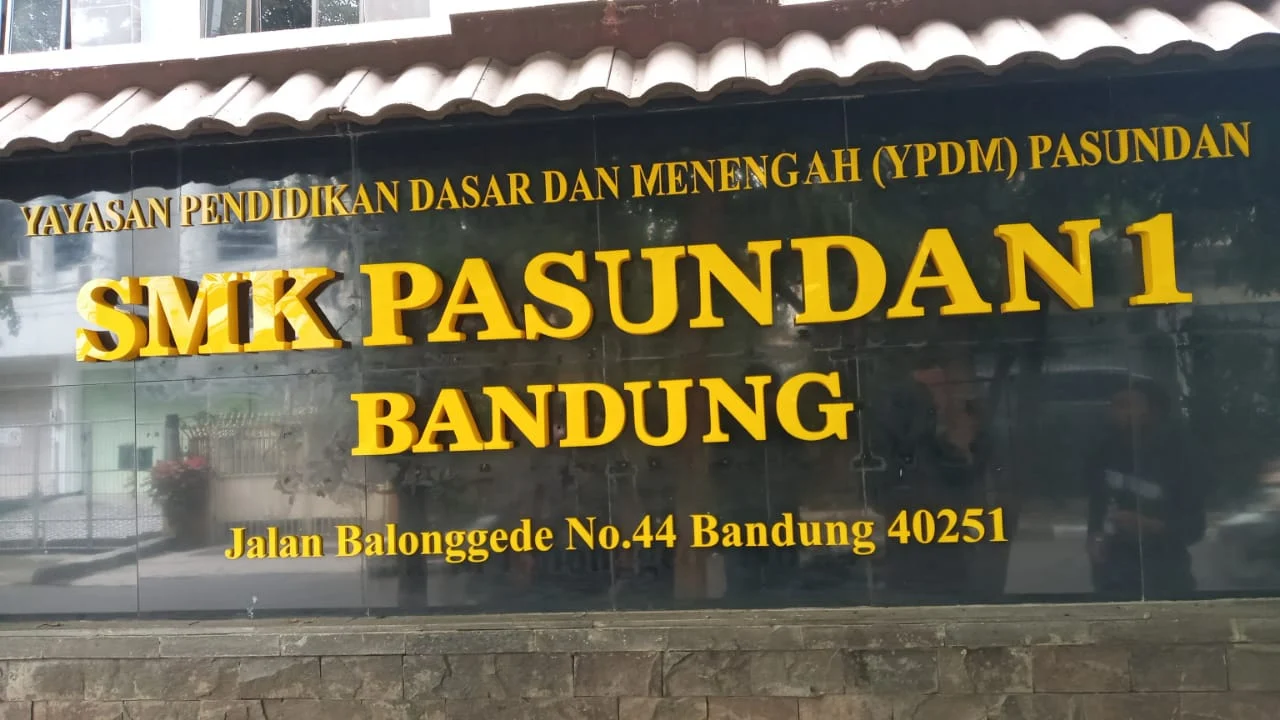 YAYASAN PENDIDIKAN DASAR DAN MENENGAH (YPDM) PASUNDAN
SMK PASUNDAN 1
BANDUNG
Jalan Balonggede No.44 Bandung 40251